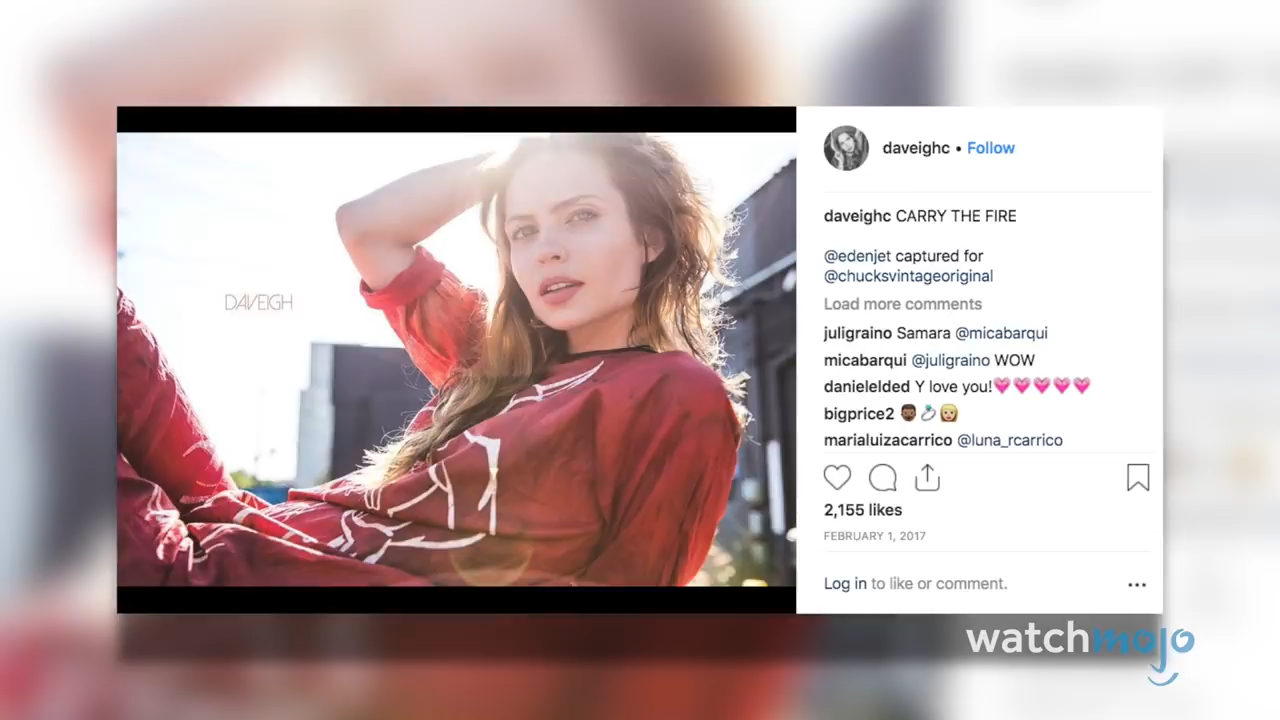 DAVEIGH
daveighc • Follow
daveighc CARRY THE FIRE
@edenjet captured for
@chucksvintageoriginal
Load more comments
juligraino Samara @micabarqui
micabarqui @juligraino WOW
danielelded Y love you!💗💗💗💗💗
bigprice2 👨🏾💍👩🏼
marialuizacarrico @luna_rcarrico
2,155 likes
FEBRUARY 1, 2017
Log in to like or comment.
watchmojo